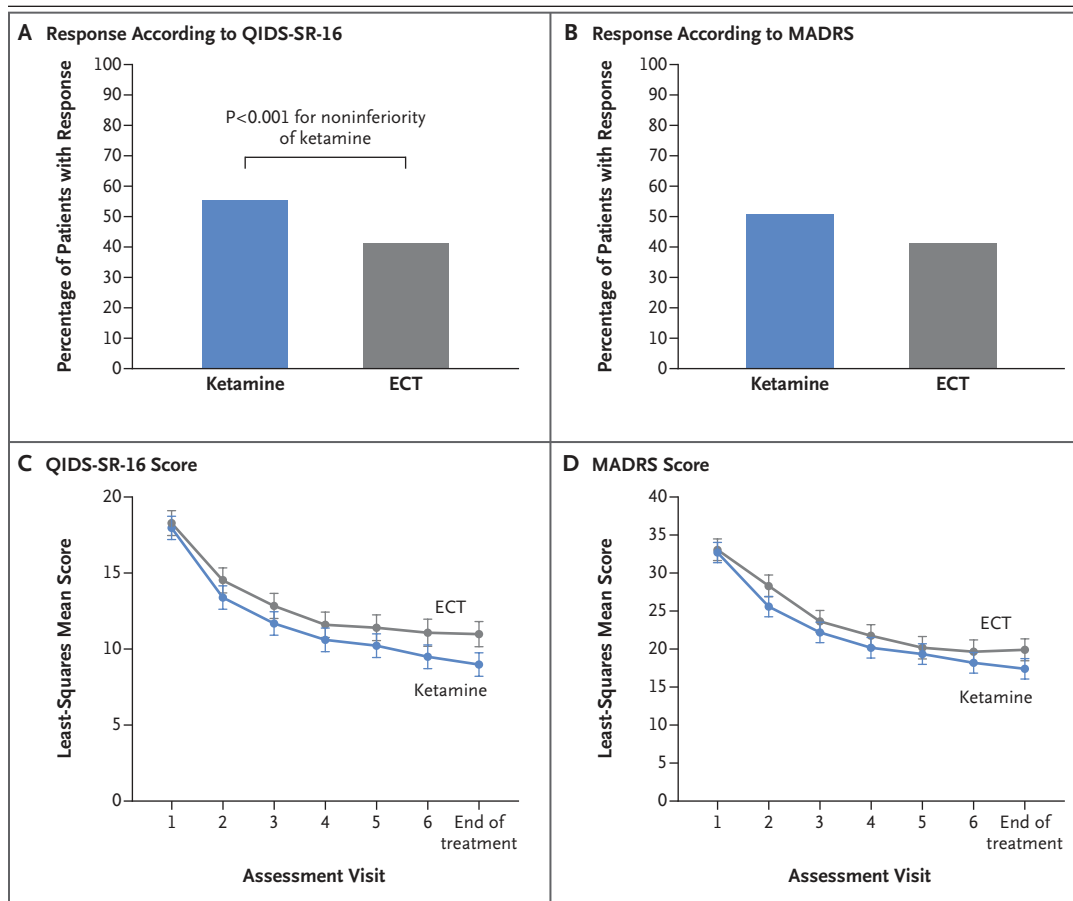 A Response According to QIDS-SR-16
Percentage of Patients with Response
100
90
80
70
60
50
40
30
20
10
0
P<0.001 for noninferiority
of ketamine
Ketamine
ECT
B Response According to MADRS
Percentage of Patients with Response
100
90
80
70
60
50
40
30
20
10
0
Ketamine
ECT
C QIDS-SR-16 Score
Least-Squares Mean Score
20
15
10
5
0
ECT
Ketamine
1
2
3
4
5
6
End of
treatment
Assessment Visit
D MADRS Score
Least-Squares Mean Score
40
35
30
25
20
15
10
5
0
ECT
Ketamine
1
2
3
4
5
6
End of
treatment
Assessment Visit